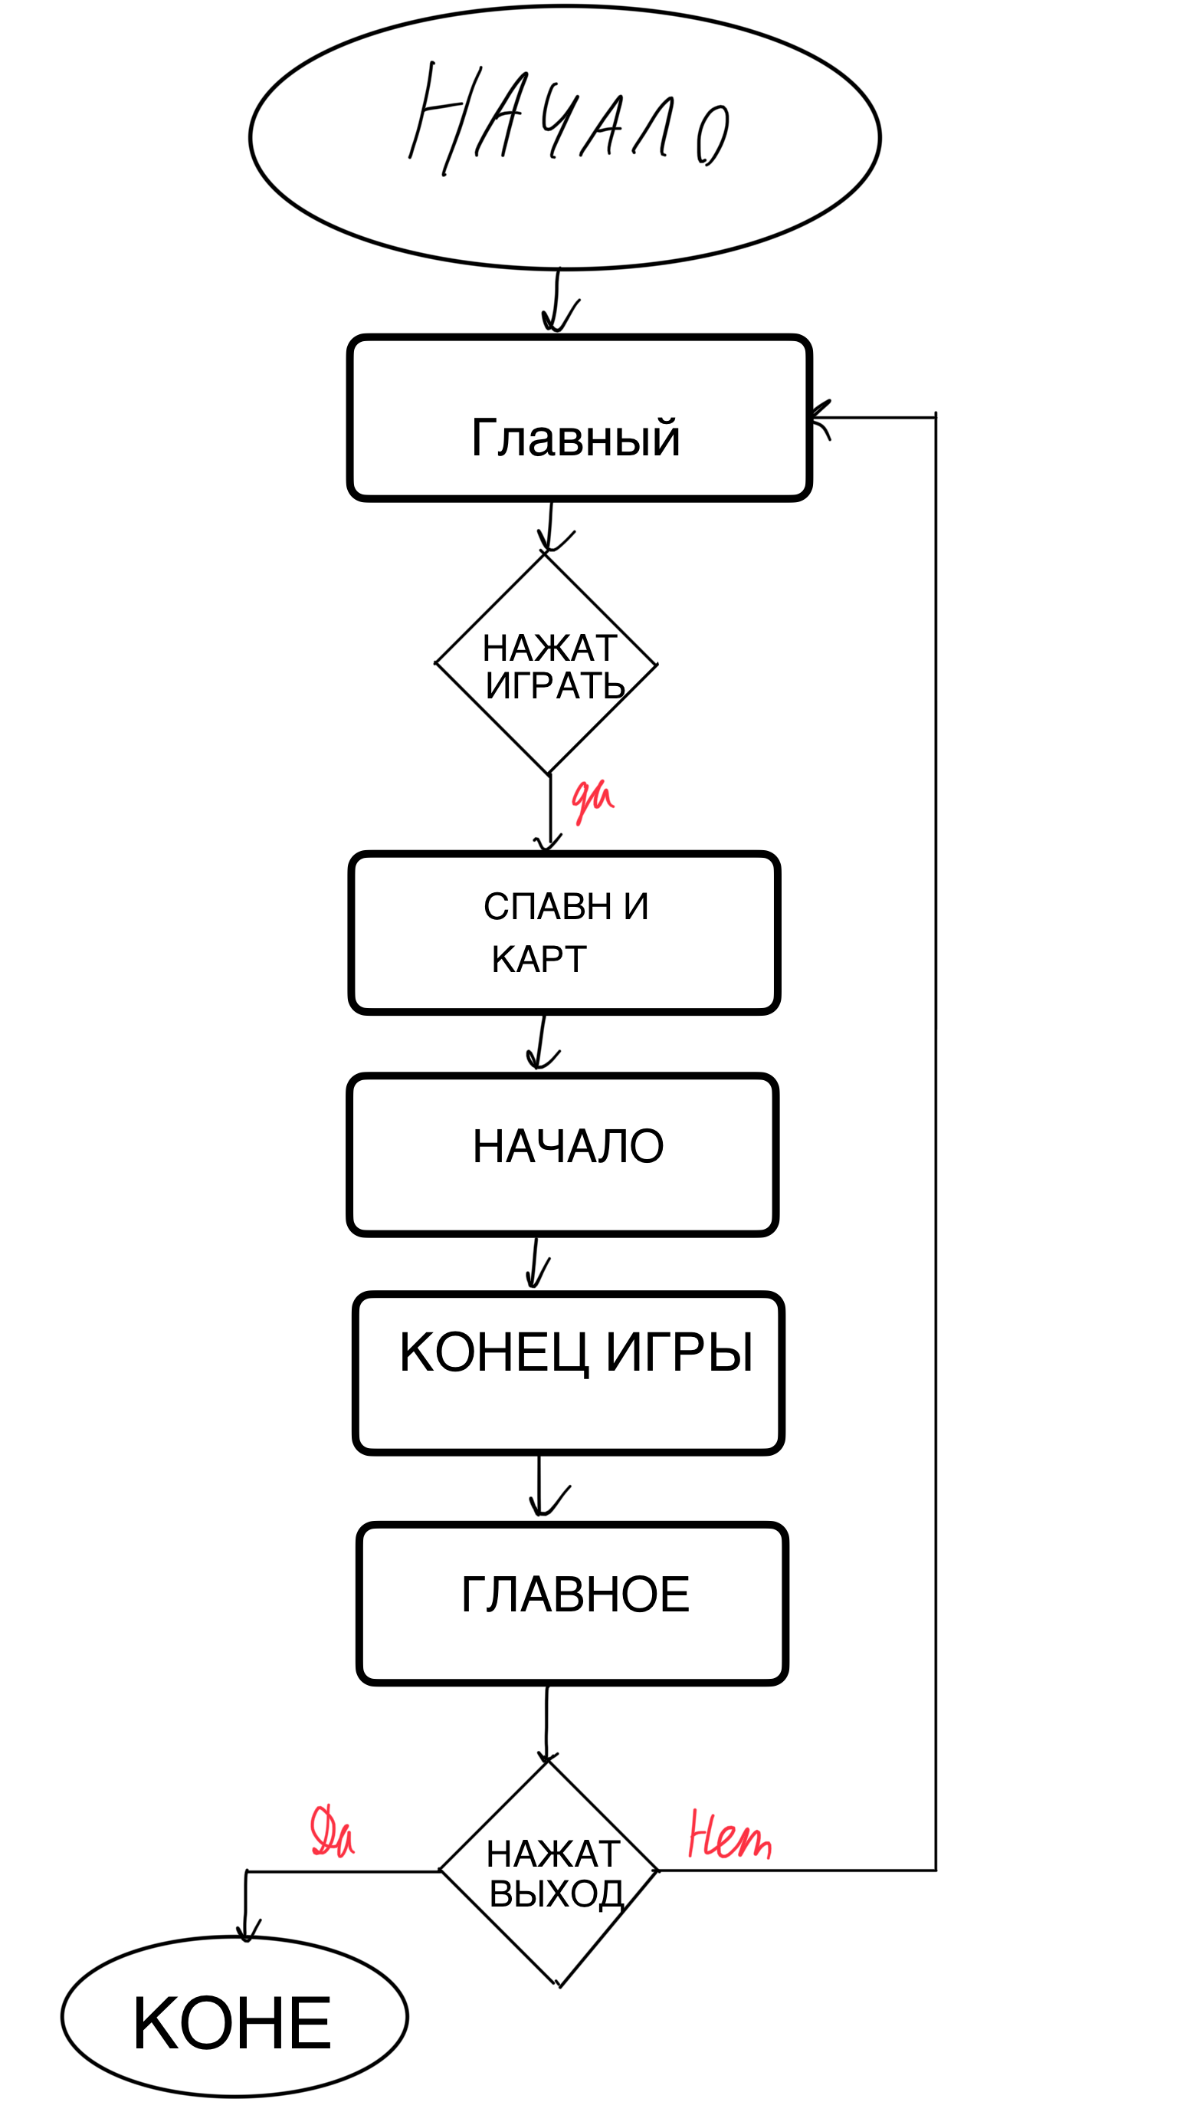 НАЧАЛО
Главный
НАЖАТ
ИГРАТЬ
да
СПАВН И
КАРТ
НАЧАЛО
КОНЕЦ ИГРЫ
ГЛАВНОЕ
Да
Нет
НАЖАТ
ВЫХОД
КОНЕ